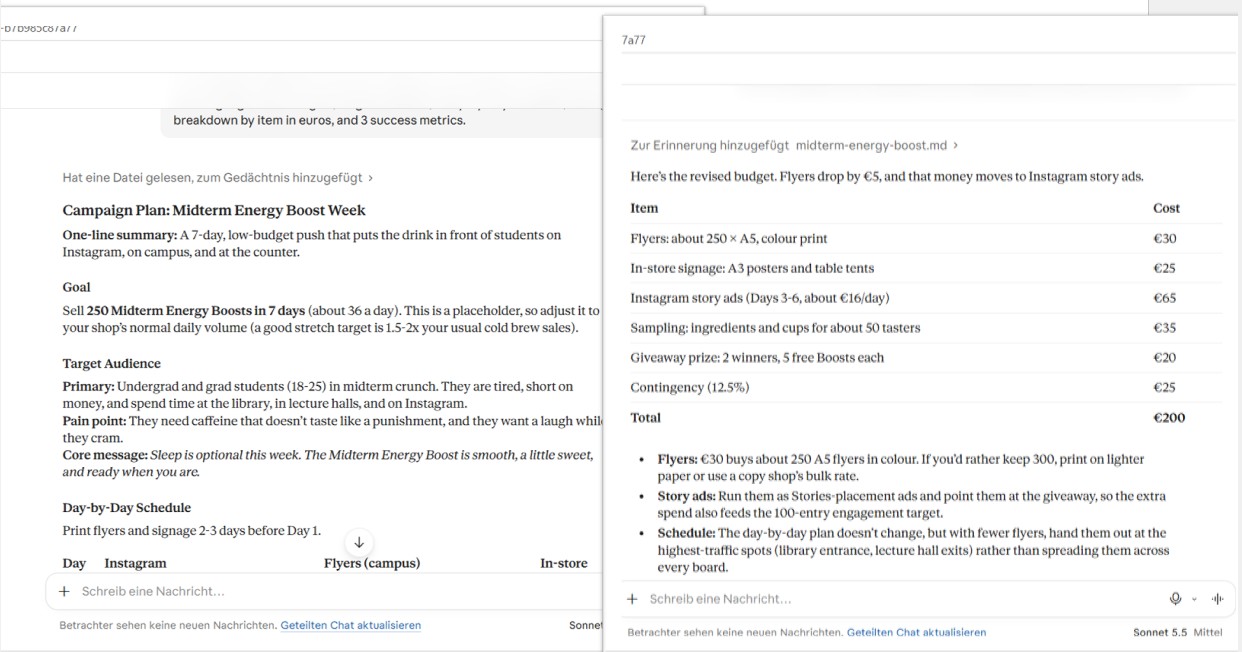 -b7b985c87a77
breakdown by item in euros, and 3 success metrics.
Hat eine Datei gelesen, zum Gedächtnis hinzugefügt ›
Campaign Plan: Midterm Energy Boost Week
One-line summary: A 7-day, low-budget push that puts the drink in front of students on
Instagram, on campus, and at the counter.
Goal
Sell 250 Midterm Energy Boosts in 7 days (about 36 a day). This is a placeholder, so adjust it to
your shop's normal daily volume (a good stretch target is 1.5-2x your usual cold brew sales).
Target Audience
Primary: Undergrad and grad students (18-25) in midterm crunch. They are tired, short on
money, and spend time at the library, in lecture halls, and on Instagram.
Pain point: They need caffeine that doesn't taste like a punishment, and they want a laugh whil
they cram.
Core message: Sleep is optional this week. The Midterm Energy Boost is smooth, a little sweet,
and ready when you are.
Day-by-Day Schedule
Print flyers and signage 2-3 days before Day 1.
Day Instagram Flyers (campus) In-store
Schreib eine Nachricht…
Betrachter sehen keine neuen Nachrichten. Geteilten Chat aktualisieren Sonnet
7a77
Zur Erinnerung hinzugefügt midterm-energy-boost.md ›
Here's the revised budget. Flyers drop by €5, and that money moves to Instagram story ads.
Item Cost
Flyers: about 250 × A5, colour print €30
In-store signage: A3 posters and table tents €25
Instagram story ads (Days 3-6, about €16/day) €65
Sampling: ingredients and cups for about 50 tasters €35
Giveaway prize: 2 winners, 5 free Boosts each €20
Contingency (12.5%) €25
Total €200
• Flyers: €30 buys about 250 A5 flyers in colour. If you'd rather keep 300, print on lighter
paper or use a copy shop's bulk rate.
• Story ads: Run them as Stories-placement ads and point them at the giveaway, so the extra
spend also feeds the 100-entry engagement target.
• Schedule: The day-by-day plan doesn't change, but with fewer flyers, hand them out at the
highest-traffic spots (library entrance, lecture hall exits) rather than spreading them across
every board.
Schreib eine Nachricht…
Betrachter sehen keine neuen Nachrichten. Geteilten Chat aktualisieren Sonnet 5.5 Mittel